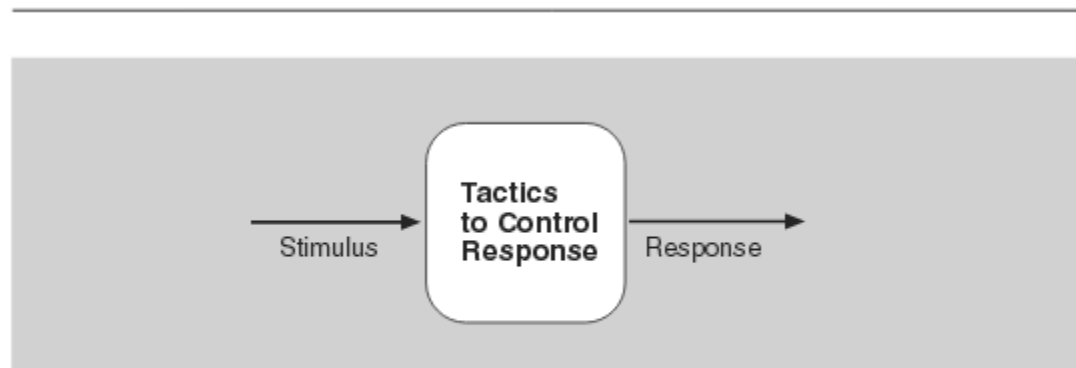 Stimulus
Tactics
to Control
Response
Response